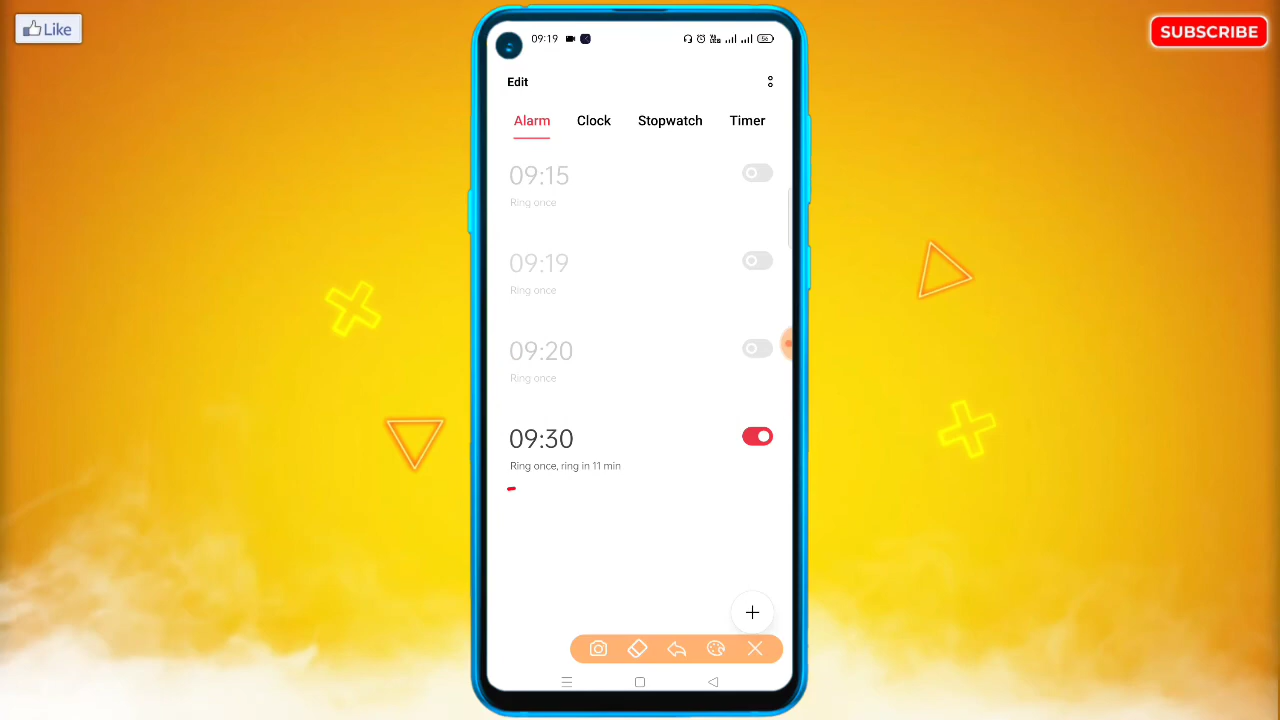 Like
SUBSCRIBE
09:19
56
Edit
Alarm Clock Stopwatch Timer
09:15
Ring once
09:19
Ring once
09:20
Ring once
09:30
Ring once, ring in 11 min